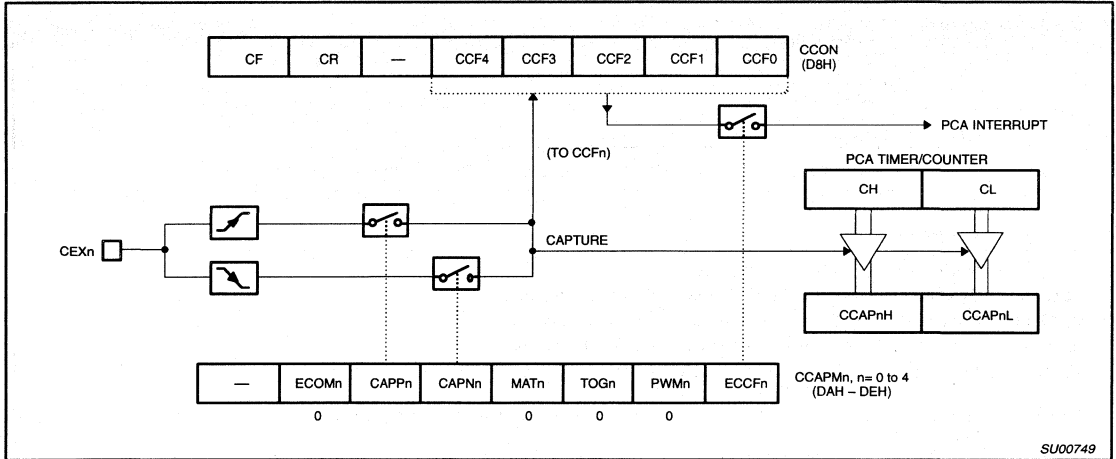 CF CR — CCF4 CCF3 CCF2 CCF1 CCF0
CCON
(D8H)
PCA INTERRUPT
(TO CCFn)
PCA TIMER/COUNTER
CH CL
CEXn
CAPTURE
CCAPnH CCAPnL
— ECOMn CAPPn CAPNn MATn TOGn PWMn ECCFn
CCAPMn, n= 0 to 4
(DAH – DEH)
0 0 0 0
SU00749